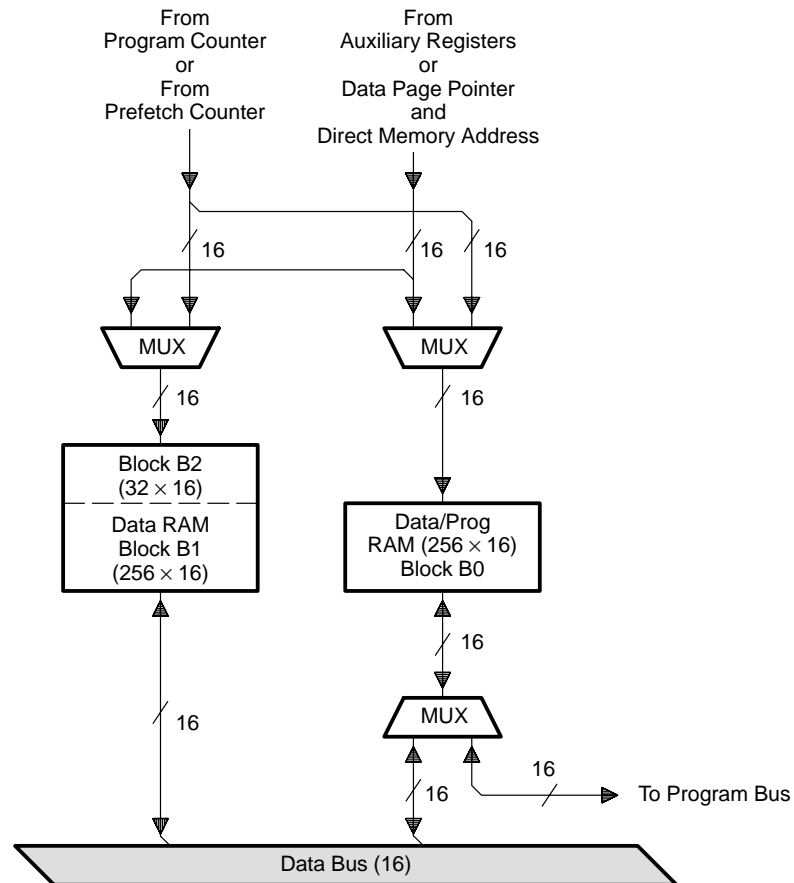 From
Program Counter
or
From
Prefetch Counter
From
Auxiliary Registers
or
Data Page Pointer
and
Direct Memory Address
16
16
16
MUX
MUX
16
16
Block B2
(32 × 16)
Data RAM
Block B1
(256 × 16)
Data/Prog
RAM (256 × 16)
Block B0
16
16
MUX
16
16
To Program Bus
Data Bus (16)